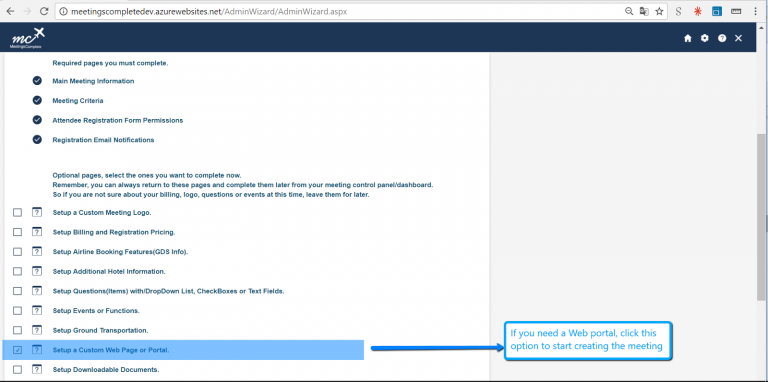 meetingscompletedev.azurewebsites.net/AdminWizard/AdminWizard.aspx
mc
MeetingsComplete
Required pages you must complete.
Main Meeting Information
Meeting Criteria
Attendee Registration Form Permissions
Registration Email Notifications
Optional pages, select the ones you want to complete now.
Remember, you can always return to these pages and complete them later from your meeting control panel/dashboard.
So if you are not sure about your billing, logo, questions or events at this time, leave them for later.
? Setup a Custom Meeting Logo.
? Setup Billing and Registration Pricing.
? Setup Airline Booking Features(GDS Info).
? Setup Additional Hotel Information.
? Setup Questions(Items) with/DropDown List, CheckBoxes or Text Fields.
? Setup Events or Functions.
? Setup Ground Transportation.
? Setup a Custom Web Page or Portal.
? Setup Downloadable Documents.
If you need a Web portal, click this
option to start creating the meeting